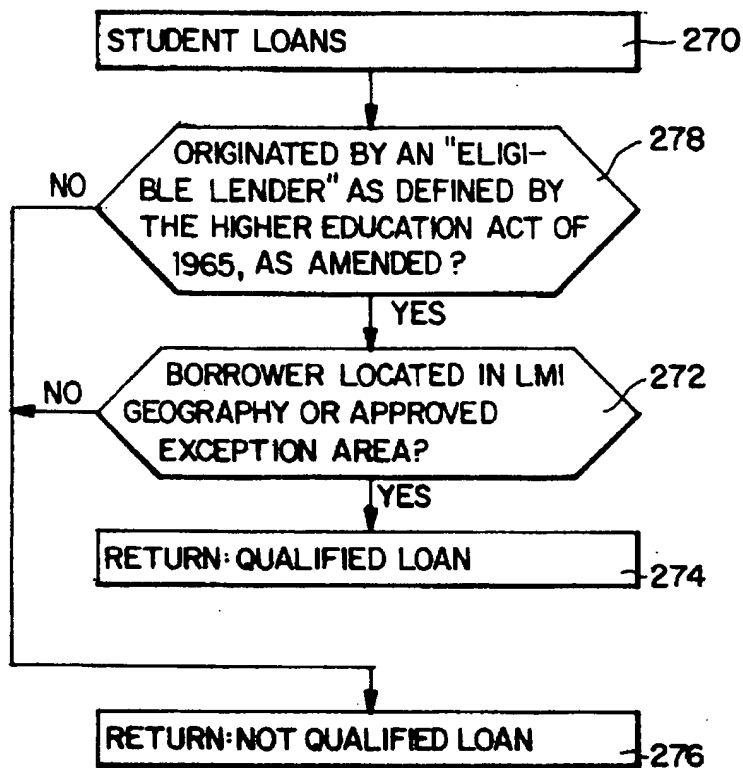 STUDENT LOANS
270
ORIGINATED BY AN "ELIGI-
BLE LENDER" AS DEFINED BY
THE HIGHER EDUCATION ACT OF
1965, AS AMENDED?
278
NO
YES
BORROWER LOCATED IN LMI
GEOGRAPHY OR APPROVED
EXCEPTION AREA?
272
NO
YES
RETURN: QUALIFIED LOAN
274
RETURN: NOT QUALIFIED LOAN
276